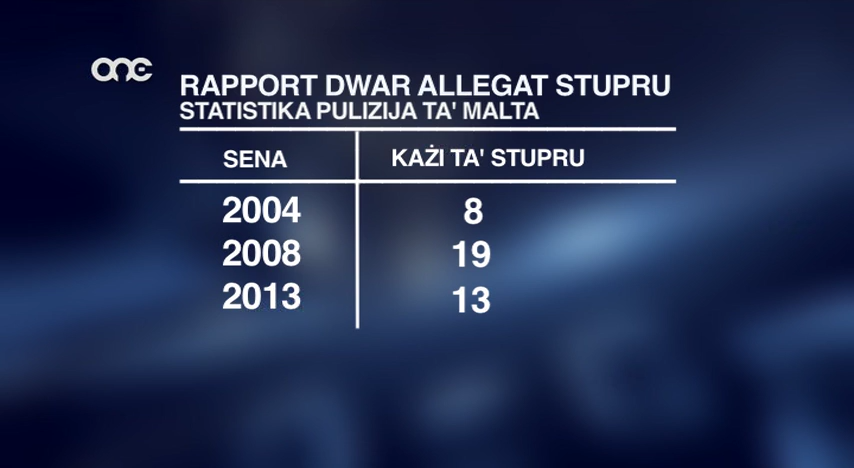 one
RAPPORT DWAR ALLEGAT STUPRU
STATISTIKA PULIZIJA TA' MALTA
SENA KAŻI TA' STUPRU
2004 8
2008 19
2013 13